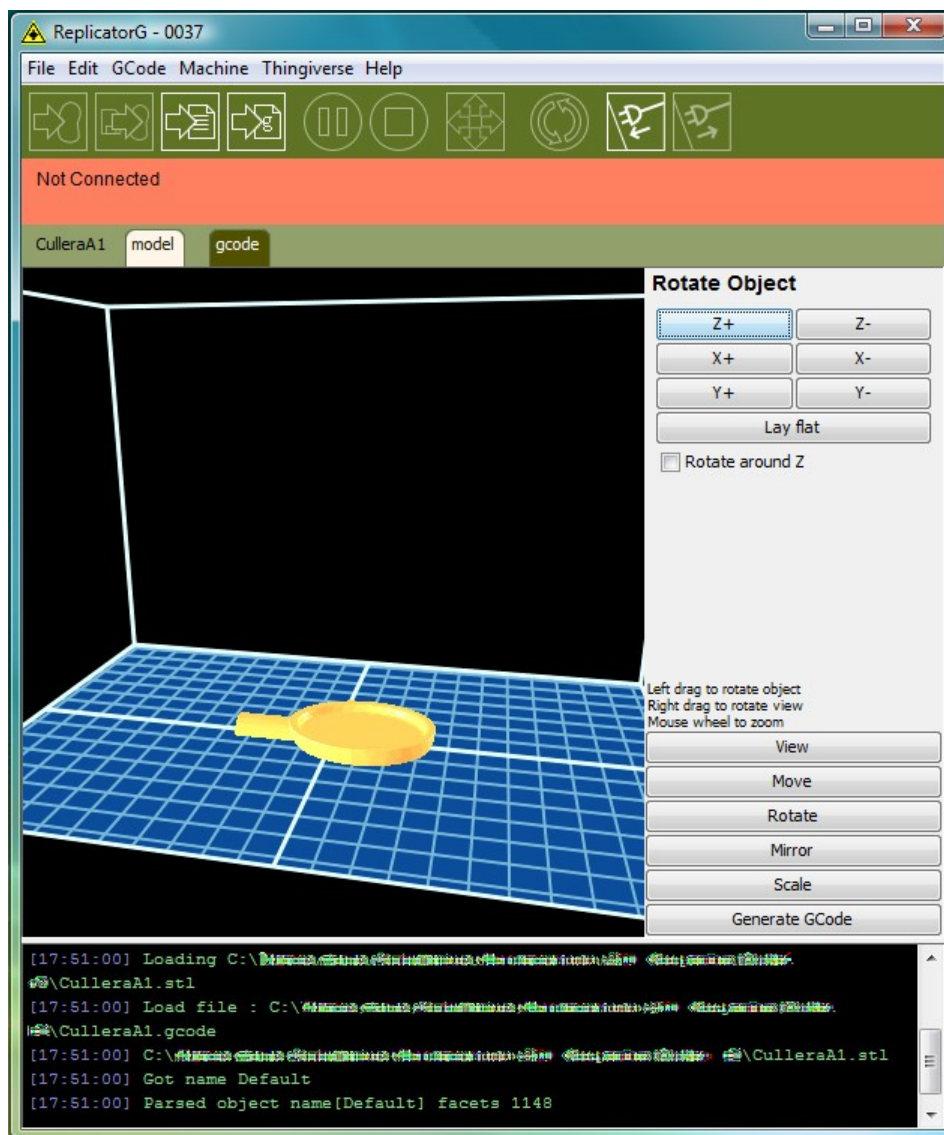 ReplicatorG - 0037
File Edit GCode Machine Thingiverse Help
Not Connected
CulleraA1 model gcode
Rotate Object
Z+ Z-
X+ X-
Y+ Y-
Lay flat
Rotate around Z
Left drag to rotate object
Right drag to rotate view
Mouse wheel to zoom
View
Move
Rotate
Mirror
Scale
Generate GCode
[17:51:00] Loading C:\
\CulleraA1.stl
[17:51:00] Load file : C:\
\CulleraA1.gcode
[17:51:00] C:\ \CulleraA1.stl
[17:51:00] Got name Default
[17:51:00] Parsed object name[Default] facets 1148